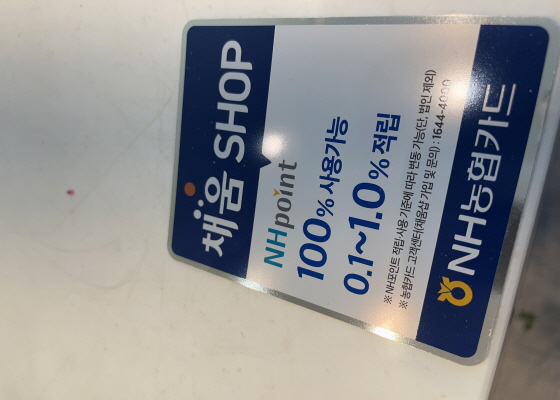 채움 SHOP
NHpoint
100% 사용가능
0.1~1.0% 적립
※ NH포인트 적립·사용 기준에 따라 변동 가능(단, 법인 제외)
※ 농협카드 고객센터(채움샵 가입 및 문의) : 1644-4000
NH농협카드